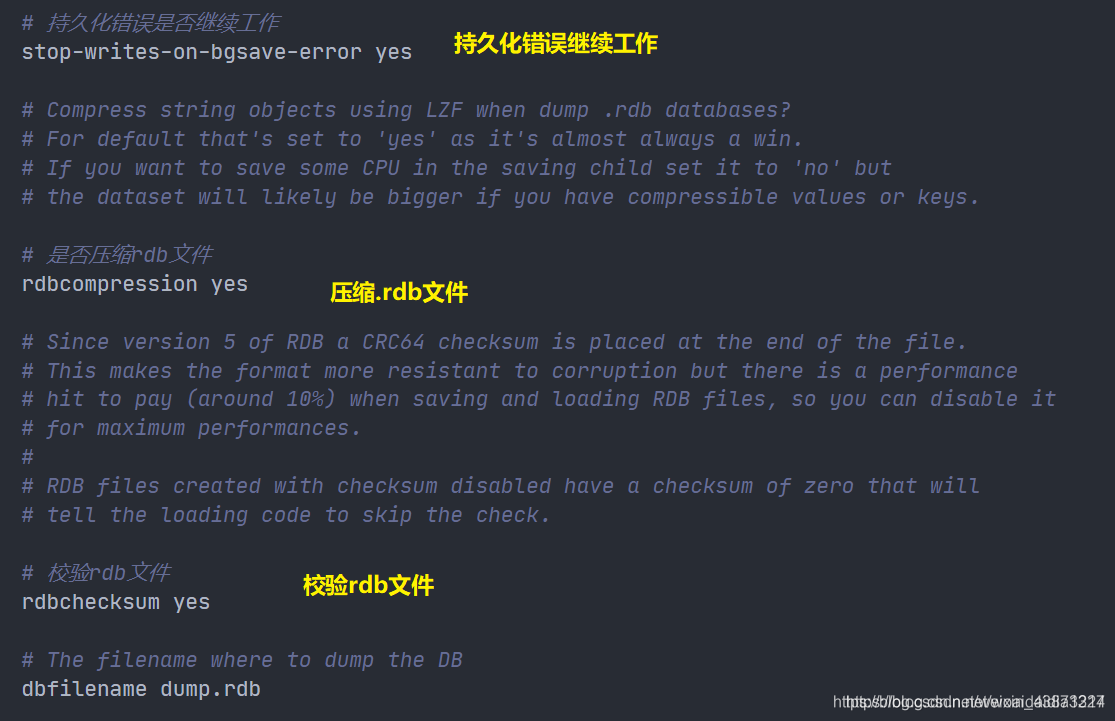 # 持久化错误是否继续工作
stop-writes-on-bgsave-error yes
持久化错误继续工作
# Compress string objects using LZF when dump .rdb databases?
# For default that's set to 'yes' as it's almost always a win.
# If you want to save some CPU in the saving child set it to 'no' but
# the dataset will likely be bigger if you have compressible values or keys.
# 是否压缩rdb文件
rdbcompression yes
压缩.rdb文件
# Since version 5 of RDB a CRC64 checksum is placed at the end of the file.
# This makes the format more resistant to corruption but there is a performance
# hit to pay (around 10%) when saving and loading RDB files, so you can disable it
# for maximum performances.
#
# RDB files created with checksum disabled have a checksum of zero that will
# tell the loading code to skip the check.
# 校验rdb文件
rdbchecksum yes
校验rdb文件
# The filename where to dump the DB
dbfilename dump.rdb